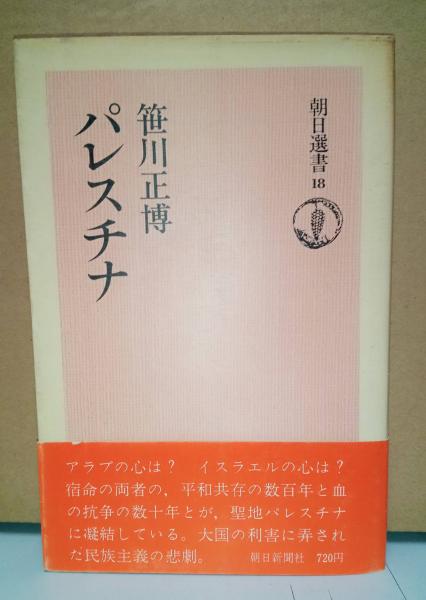 朝日選書
18
笹川正博
パレスチナ
アラブの心は？　イスラエルの心は？
宿命の両者の，平和共存の数百年と血
の抗争の数十年とが，聖地パレスチナ
に凝結している。大国の利害に弄され
た民族主義の悲劇。
朝日新聞社　720円